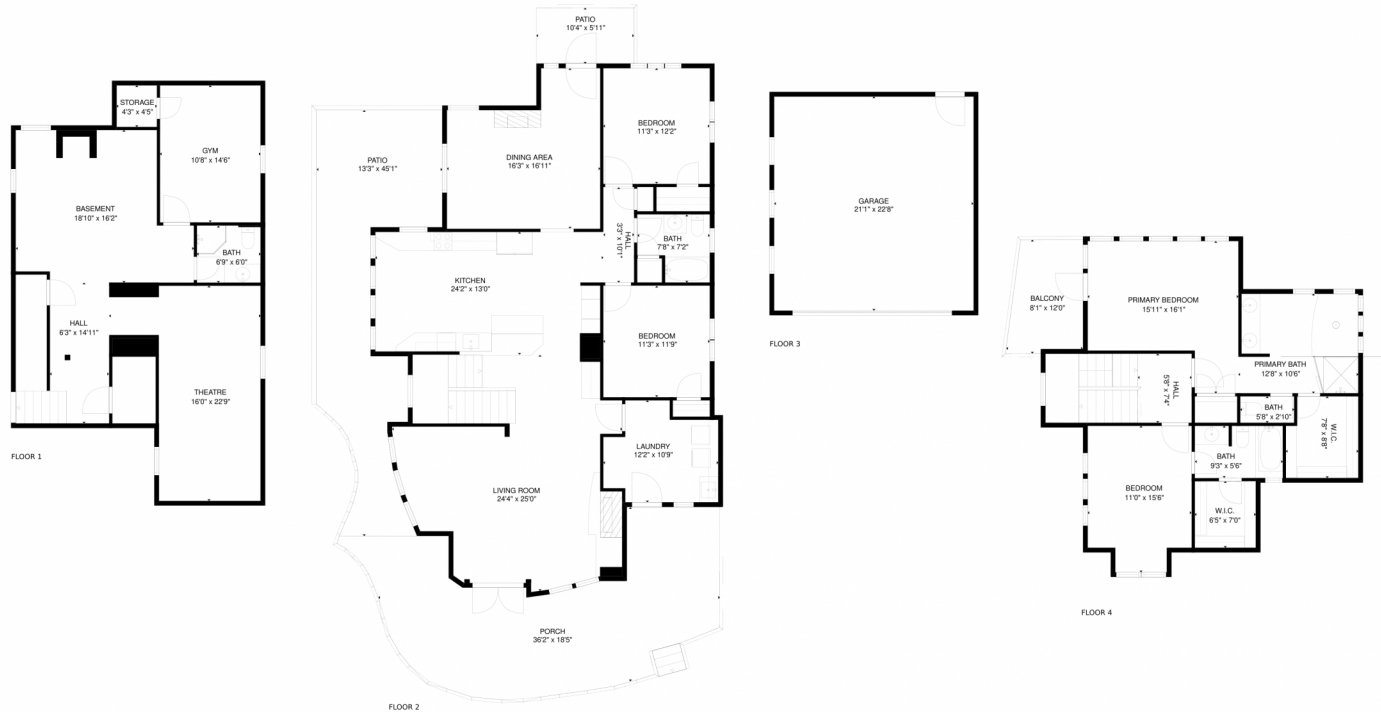 STORAGE
4'3" x 4'5"
GYM
10'8" x 14'6"
BASEMENT
18'10" x 16'2"
BATH
6'9" x 6'0"
HALL
6'3" x 14'11"
THEATRE
16'0" x 22'9"
FLOOR 1
PATIO
10'4" x 5'11"
BEDROOM
11'3" x 12'2"
PATIO
13'3" x 45'1"
DINING AREA
16'3" x 16'11"
HALL
3'3" x 10'1"
BATH
7'8" x 7'2"
KITCHEN
24'2" x 13'0"
BEDROOM
11'3" x 11'9"
LAUNDRY
12'2" x 10'9"
LIVING ROOM
24'4" x 25'0"
PORCH
36'2" x 18'5"
FLOOR 2
GARAGE
21'1" x 22'8"
FLOOR 3
BALCONY
8'1" x 12'0"
PRIMARY BEDROOM
15'11" x 16'1"
PRIMARY BATH
12'8" x 10'6"
HALL
5'8" x 7'4"
BATH
5'8" x 2'10"
W.I.C.
7'8" x 8'8"
BATH
9'3" x 5'6"
BEDROOM
11'0" x 15'6"
W.I.C.
6'5" x 7'0"
FLOOR 4